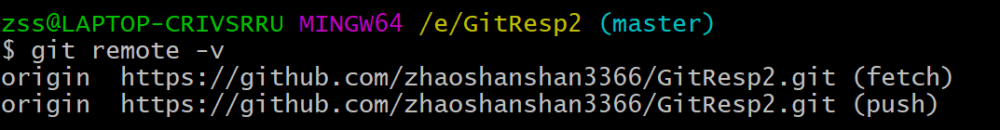 zss@LAPTOP-CRIVSRRU MINGW64 /e/GitResp2 (master)
$ git remote -v
origin  https://github.com/zhaoshanshan3366/GitResp2.git (fetch)
origin  https://github.com/zhaoshanshan3366/GitResp2.git (push)